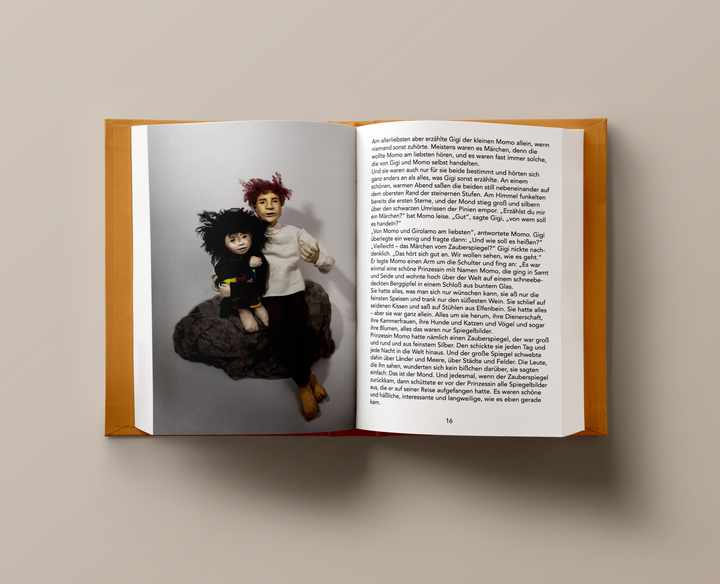 Am allerliebsten aber erzählte Gigi der kleinen Momo allein, wenn
niemand sonst zuhörte. Meistens waren es Märchen, denn die
wollte Momo am liebsten hören, und es waren fast immer solche,
die von Gigi und Momo selbst handelten.
Und sie waren auch nur für sie beide bestimmt und hörten sich
ganz anders an als alles, was Gigi sonst erzählte. An einem
schönen, warmen Abend saßen die beiden still nebeneinander auf
dem obersten Rand der steinernen Stufen. Am Himmel funkelten
bereits die ersten Sterne, und der Mond stieg groß und silbern
über den schwarzen Umrissen der Pinien empor. „Erzählst du mir
ein Märchen?“ bat Momo leise. „Gut“, sagte Gigi, „von wem soll
es handeln?“
„Von Momo und Girolamo am liebsten“, antwortete Momo. Gigi
überlegte ein wenig und fragte dann: „Und wie soll es heißen?“
„Vielleicht – das Märchen vom Zauberspiegel?“ Gigi nickte nach-
denklich. „Das hört sich gut an. Wir wollen sehen, wie es geht.“
Er legte Momo einen Arm um die Schulter und fing an: „Es war
einmal eine schöne Prinzessin mit Namen Momo, die ging in Samt
und Seide und wohnte hoch über der Welt auf einem schneebe-
deckten Berggipfel in einem Schloß aus buntem Glas.
Sie hatte alles, was man sich nur wünschen kann, sie aß nur die
feinsten Speisen und trank nur den süßesten Wein. Sie schlief auf
seidenen Kissen und saß auf Stühlen aus Elfenbein. Sie hatte alles
– aber sie war ganz allein. Alles um sie herum, ihre Dienerschaft,
ihre Kammerfrauen, ihre Hunde und Katzen und Vögel und sogar
ihre Blumen, alles das waren nur Spiegelbilder.
Prinzessin Momo hatte nämlich einen Zauberspiegel, der war groß
und rund und aus feinstem Silber. Den schickte sie jeden Tag und
jede Nacht in die Welt hinaus. Und der große Spiegel schwebte
dahin über Länder und Meere, über Städte und Felder. Die Leute,
die ihn sahen, wunderten sich kein bißchen darüber, sie sagten
einfach: Das ist der Mond. Und jedesmal, wenn der Zauberspiegel
zurückkam, dann schüttete er vor der Prinzessin alle Spiegelbilder
aus, die er auf seiner Reise aufgefangen hatte. Es waren schöne
und häßliche, interessante und langweilige, wie es eben gerade
kam.
16